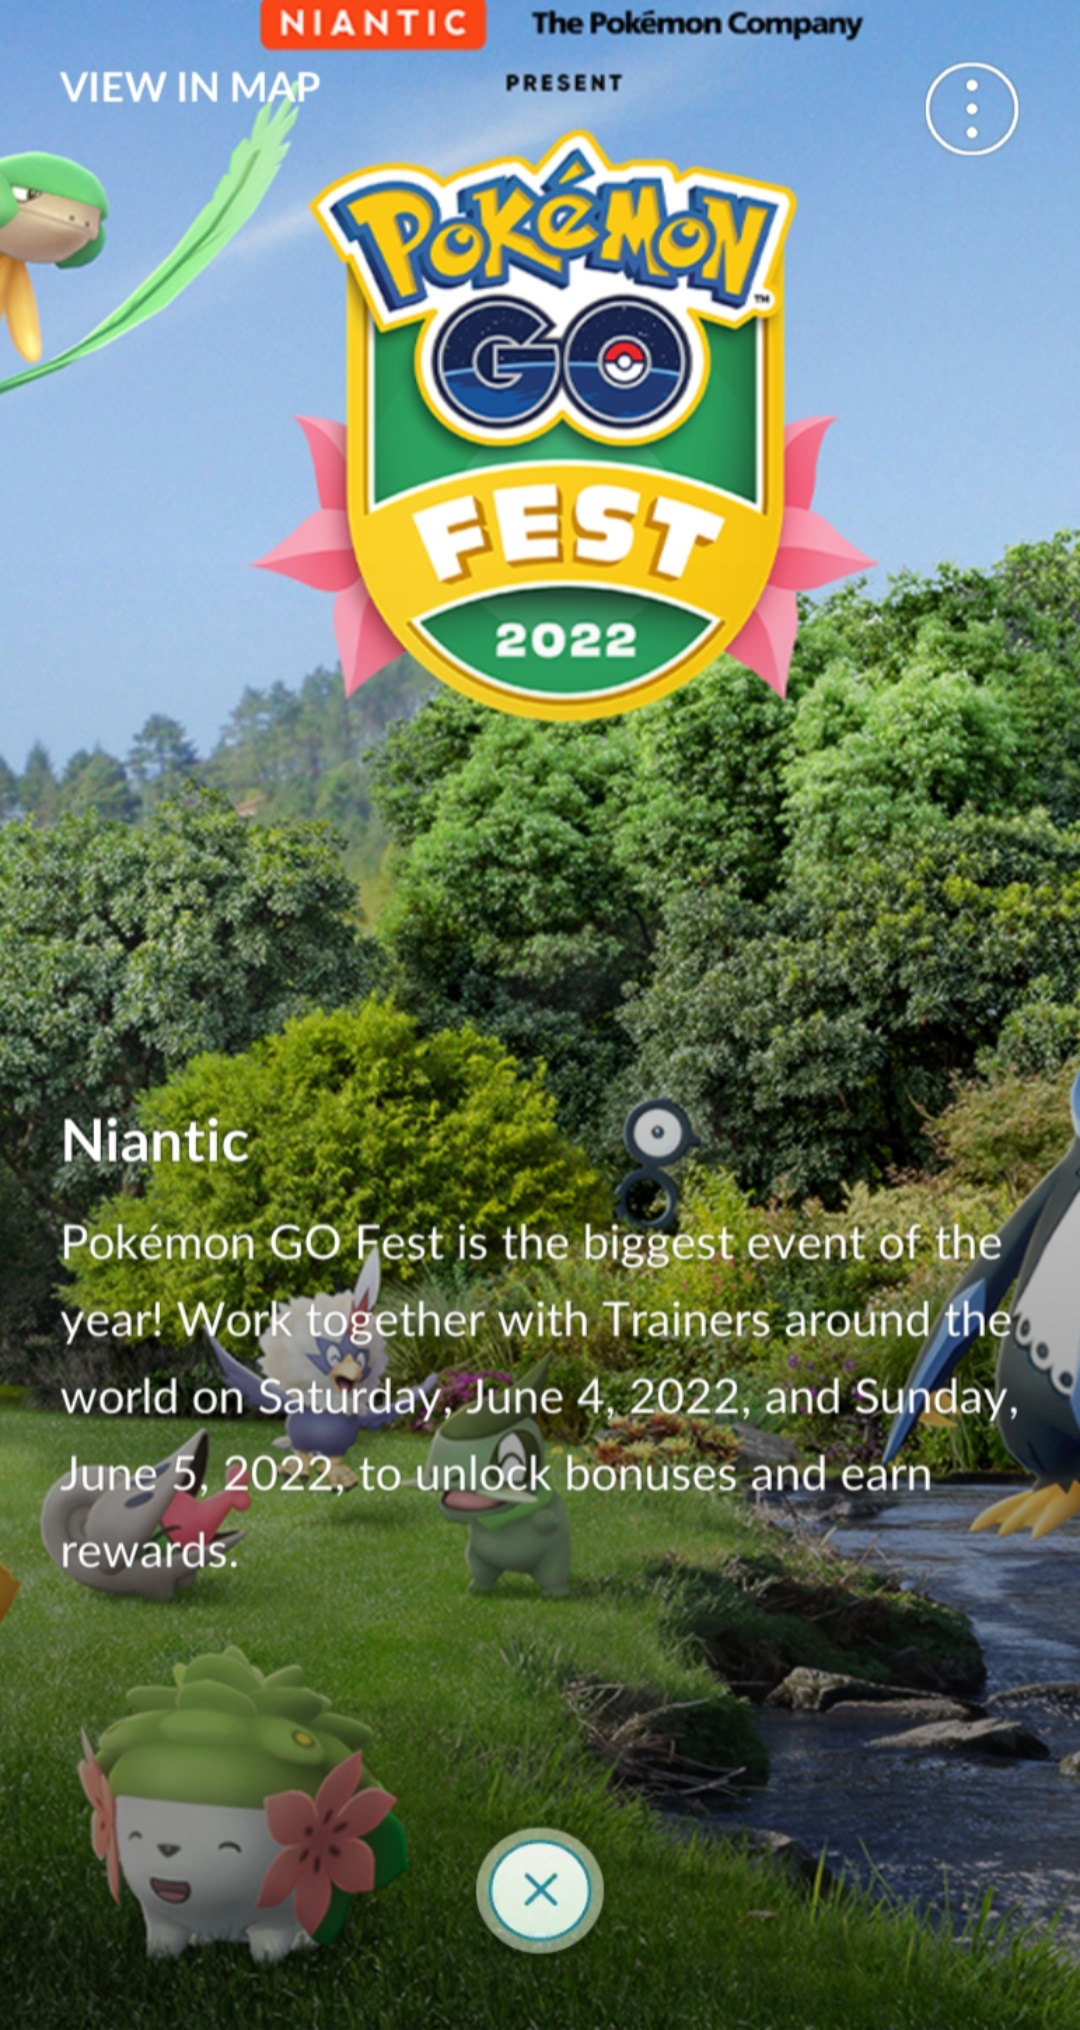 NIANTIC The Pokémon Company
PRESENT
VIEW IN MAP
POKÉMON
TM
GO
FEST
2022
Niantic
Pokémon GO Fest is the biggest event of the
year! Work together with Trainers around the
world on Saturday, June 4, 2022, and Sunday,
June 5, 2022, to unlock bonuses and earn
rewards.